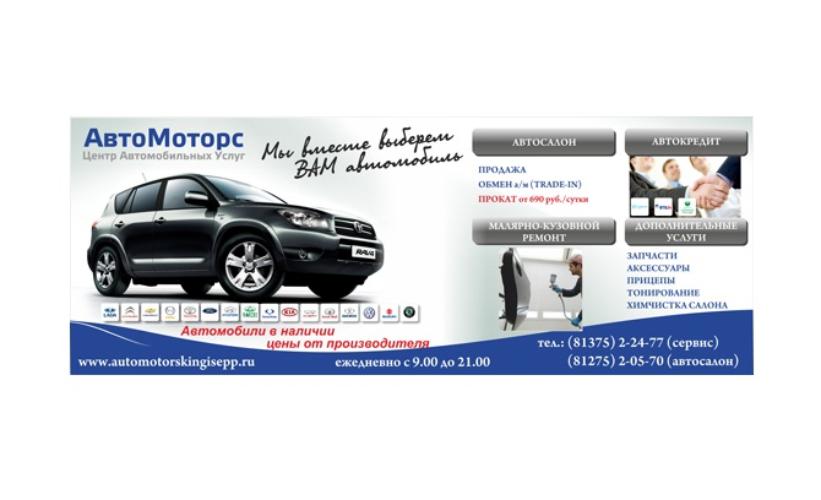 АвтоМоторс
Центр Автомобильных Услуг
Мы вместе выберем
ВАМ автомобиль
RAV4
LADA
KIA
Автомобили в наличии
цены от производителя
АВТОСАЛОН
ПРОДАЖА
ОБМЕН а/м (TRADE-IN)
ПРОКАТ от 690 руб./сутки
АВТОКРЕДИТ
МАЛЯРНО-КУЗОВНОЙ
РЕМОНТ
ДОПОЛНИТЕЛЬНЫЕ
УСЛУГИ
ЗАПЧАСТИ
АКСЕССУАРЫ
ПРИЦЕПЫ
ТОНИРОВАНИЕ
ХИМЧИСТКА САЛОНА
www.automotorskingisepp.ru
ежедневно с 9.00 до 21.00
тел.: (81375) 2-24-77 (сервис)
(81275) 2-05-70 (автосалон)